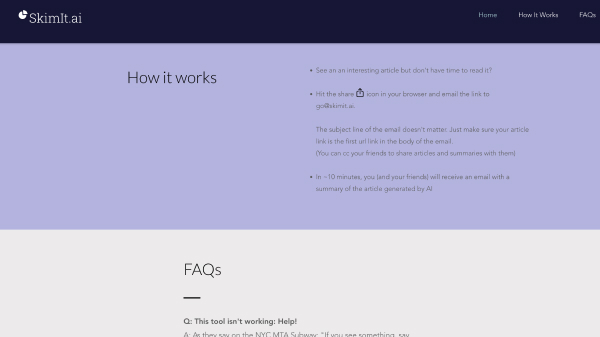 SkimIt.ai
Home
How It Works
FAQs
How it works
• See an an interesting article but don't have time to read it?
• Hit the share icon in your browser and email the link to
go@skimit.ai.
The subject line of the email doesn't matter. Just make sure your article
link is the first url link in the body of the email.
(You can cc your friends to share articles and summaries with them)
• In ~10 minutes, you (and your friends) will receive an email with a
summary of the article generated by AI
FAQs
Q: This tool isn't working: Help!
A: As they say on the NYC MTA Subway: "If you see something, say